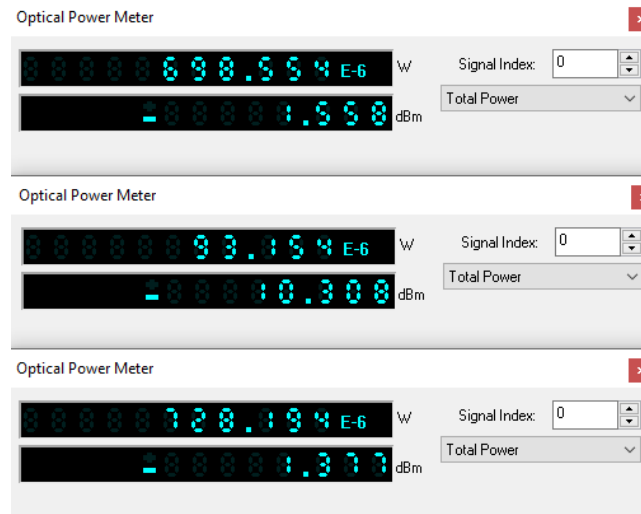 Optical Power Meter
698.554 E-6 W Signal Index: 0
- 1.558 dBm Total Power
Optical Power Meter
93.154 E-6 W Signal Index: 0
- 10.308 dBm Total Power
Optical Power Meter
728.194 E-6 W Signal Index: 0
- 1.377 dBm Total Power